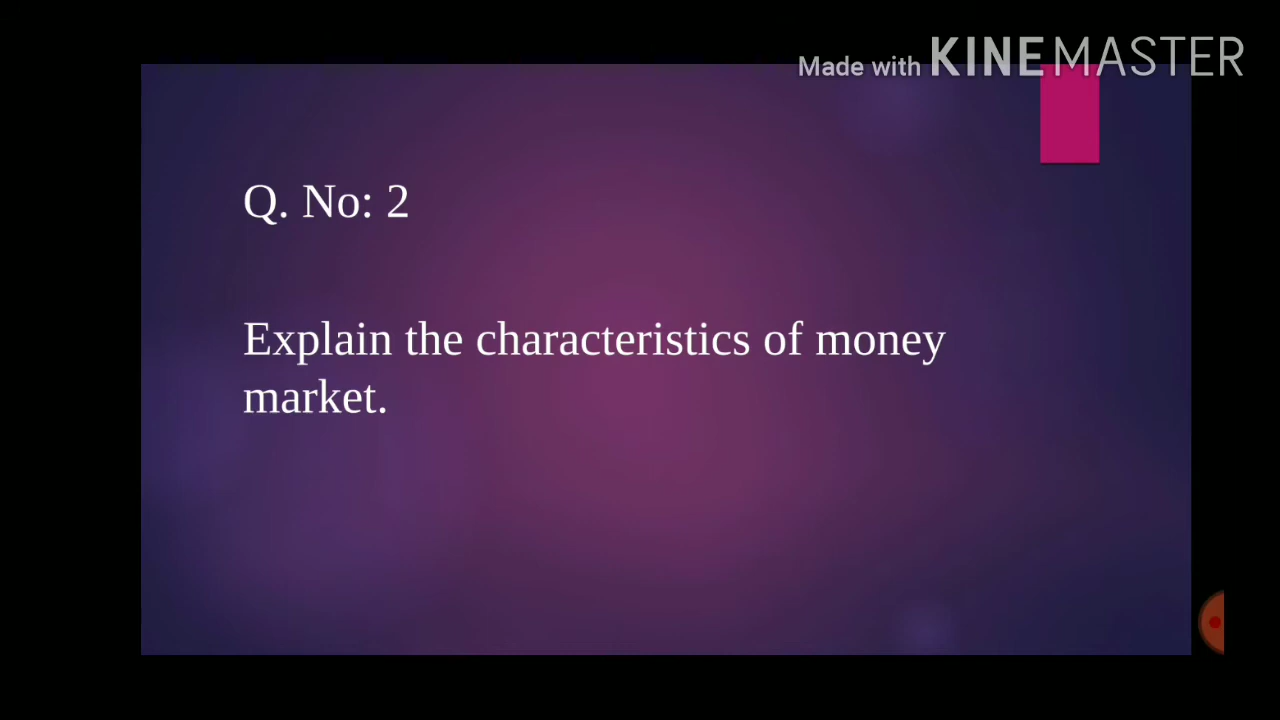 Made with KINEMASTER
Q. No: 2
Explain the characteristics of money
market.